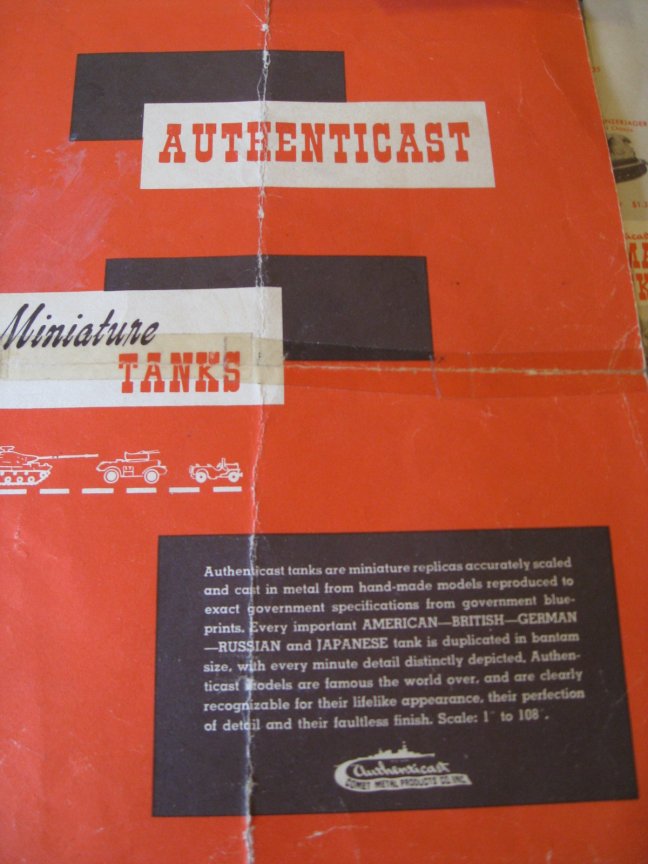 AUTHENTICAST
Miniature
TANKS
Authenticast tanks are miniature replicas accurately scaled
and cast in metal from hand-made models reproduced to
exact government specifications from government blue-
prints. Every important AMERICAN—BRITISH—GERMAN
—RUSSIAN and JAPANESE tank is duplicated in bantam
size, with every minute detail distinctly depicted. Authen-
ticast models are famous the world over, and are clearly
recognizable for their lifelike appearance, their perfection
of detail and their faultless finish. Scale: 1" to 108".
Authenticast
COMET METAL PRODUCTS CO. INC.
NZERJAGER
$1.